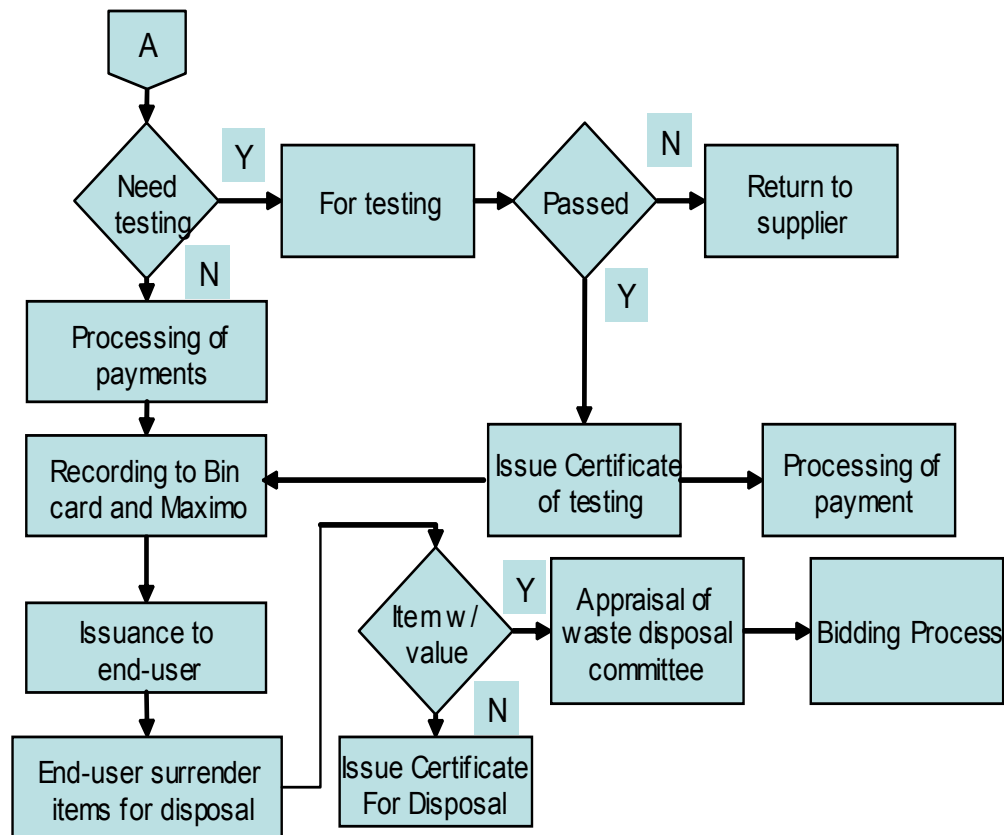 A
Need
testing
Y
For testing
Passed
N
Return to
supplier
N
Y
Processing of
payments
Recording to Bin
card and Maximo
Issue Certificate
of testing
Processing of
payment
Issuance to
end-user
Item w/
value
Y
Appraisal of
waste disposal
committee
Bidding Process
N
End-user surrender
items for disposal
Issue Certificate
For Disposal